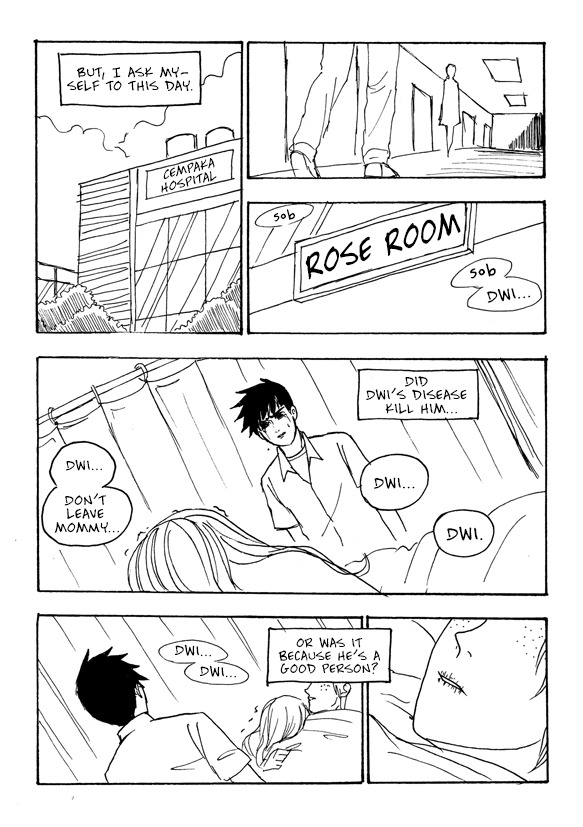 BUT, I ASK MY-
SELF TO THIS DAY.
CEMPAKA
HOSPITAL
sob
ROSE ROOM
sob
DWI...
DID
DWI'S DISEASE
KILL HIM...
DWI...
DON'T
LEAVE
MOMMY...
DWI...
DWI.
DWI...
DWI...
OR WAS IT
BECAUSE HE'S A
GOOD PERSON?